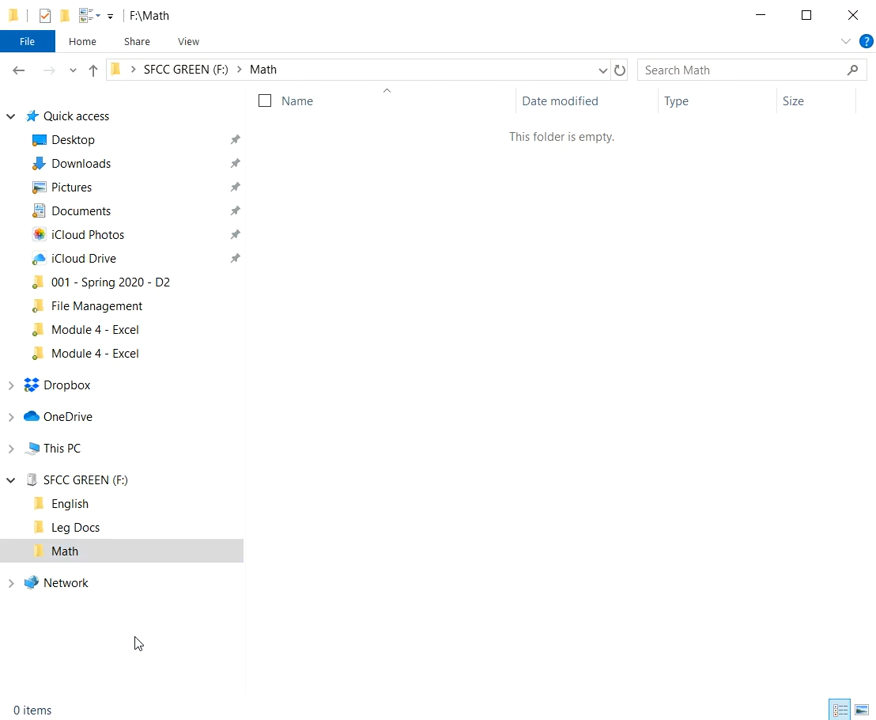 F:\Math
File Home Share View
SFCC GREEN (F:) > Math Search Math
Name Date modified Type Size
This folder is empty.
Quick access
Desktop
Downloads
Pictures
Documents
iCloud Photos
iCloud Drive
001 - Spring 2020 - D2
File Management
Module 4 - Excel
Module 4 - Excel
Dropbox
OneDrive
This PC
SFCC GREEN (F:)
English
Leg Docs
Math
Network
0 items